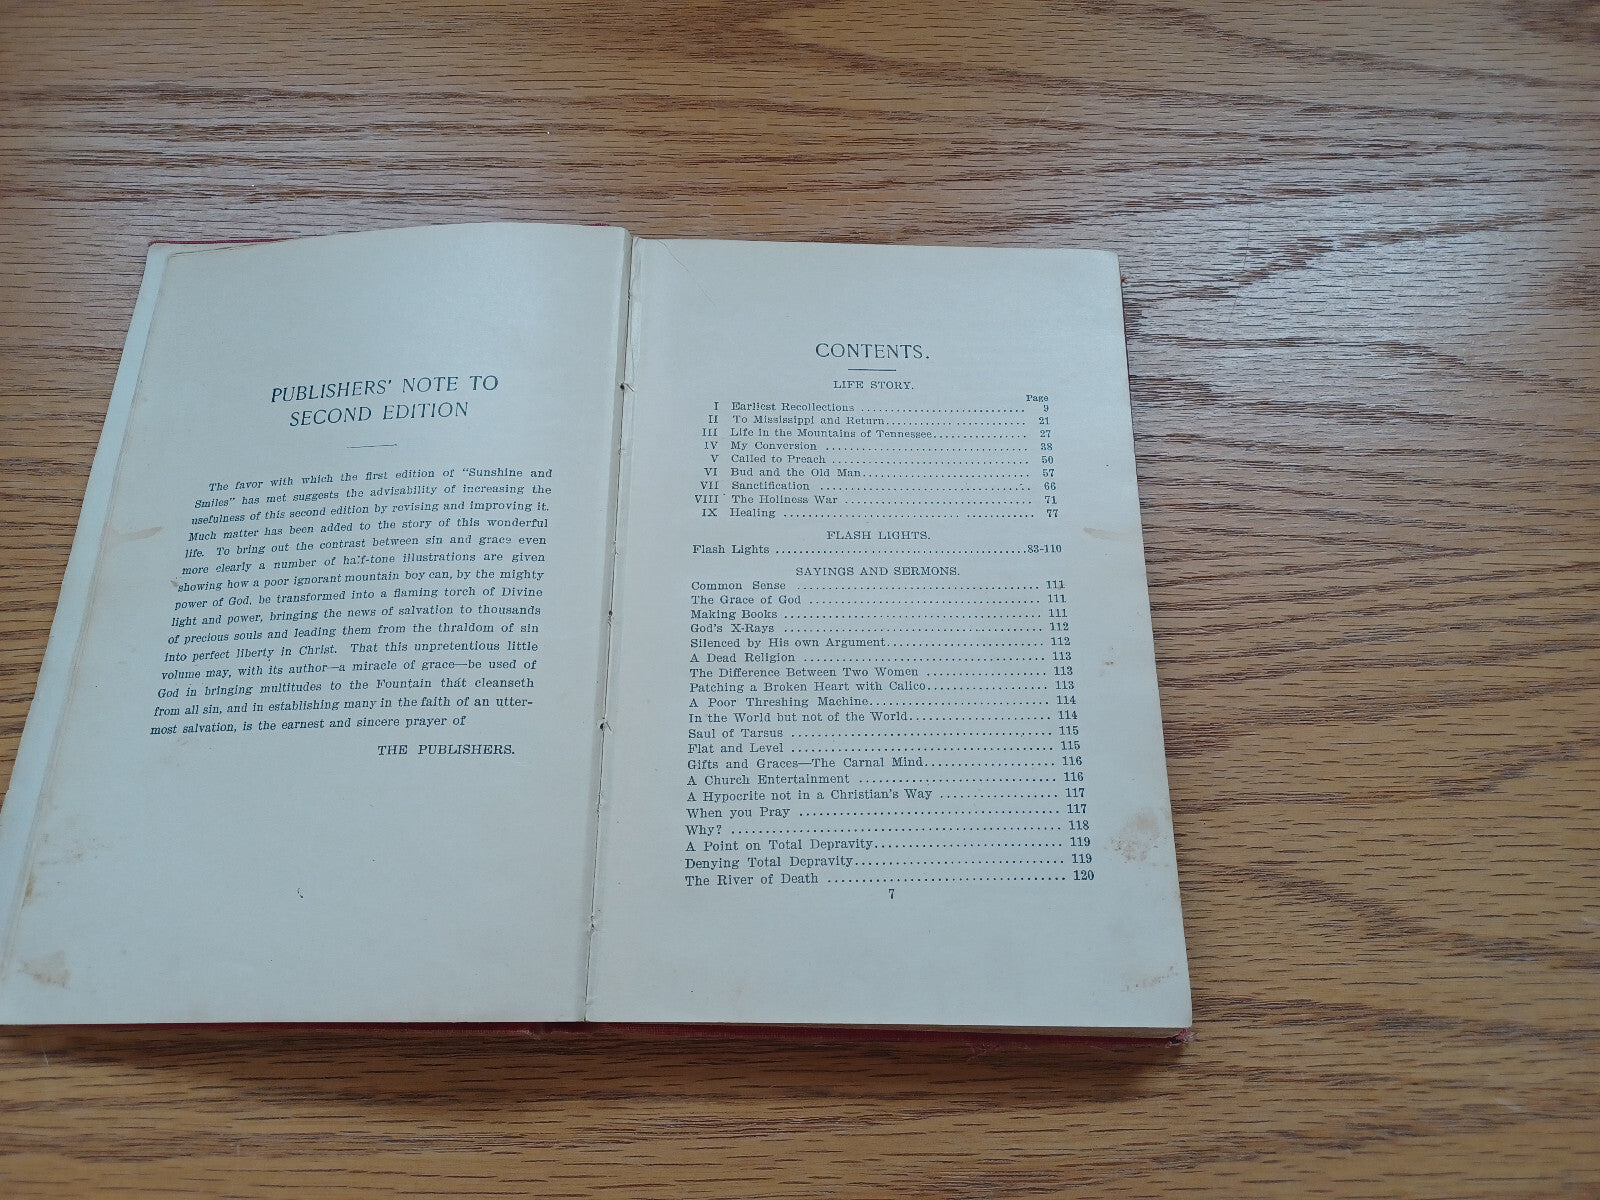 PUBLISHERS' NOTE TO
SECOND EDITION
The favor with which the first edition of "Sunshine and
Smiles" has met suggests the advisability of increasing the
usefulness of this second edition by revising and improving it.
Much matter has been added to the story of this wonderful
life. To bring out the contrast between sin and grace even
more clearly a number of half-tone illustrations are given
showing how a poor ignorant mountain boy can, by the mighty
power of God, be transformed into a flaming torch of Divine
light and power, bringing the news of salvation to thousands
of precious souls and leading them from the thraldom of sin
into perfect liberty in Christ. That this unpretentious little
volume may, with its author—a miracle of grace—be used of
God in bringing multitudes to the Fountain that cleanseth
from all sin, and in establishing many in the faith of an utter-
most salvation, is the earnest and sincere prayer of
THE PUBLISHERS.
CONTENTS.
LIFE STORY.
Page
I Earliest Recollections ........................... 9
II To Mississippi and Return....................... 21
III Life in the Mountains of Tennessee................ 27
IV My Conversion ................................. 38
V Called to Preach ................................ 50
VI Bud and the Old Man........................... 57
VII Sanctification .................................. 66
VIII The Holiness War .............................. 71
IX Healing ........................................ 77
FLASH LIGHTS.
Flash Lights ........................................83-110
SAYINGS AND SERMONS.
Common Sense ...................................... 111
The Grace of God ................................... 111
Making Books ....................................... 111
God's X-Rays ....................................... 112
Silenced by His own Argument......................... 112
A Dead Religion ..................................... 113
The Difference Between Two Women .................... 113
Patching a Broken Heart with Calico.................... 113
A Poor Threshing Machine............................. 114
In the World but not of the World....................... 114
Saul of Tarsus ....................................... 115
Flat and Level ....................................... 115
Gifts and Graces—The Carnal Mind.................... 116
A Church Entertainment .............................. 116
A Hypocrite not in a Christian's Way .................. 117
When you Pray ...................................... 117
Why? ............................................... 118
A Point on Total Depravity............................. 119
Denying Total Depravity................................ 119
The River of Death ................................... 120
7